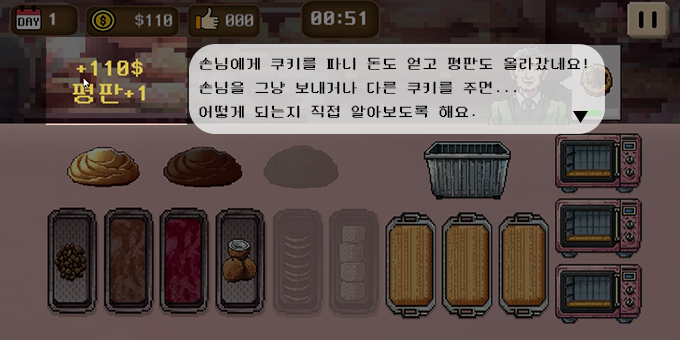 DAY 1
$110
000
00:51
+110$
평판+1
손님에게 쿠키를 파니 돈도 얻고 평판도 올라갔네요!
손님을 그냥 보내거나 다른 쿠키를 주면...
어떻게 되는지 직접 알아보도록 해요.